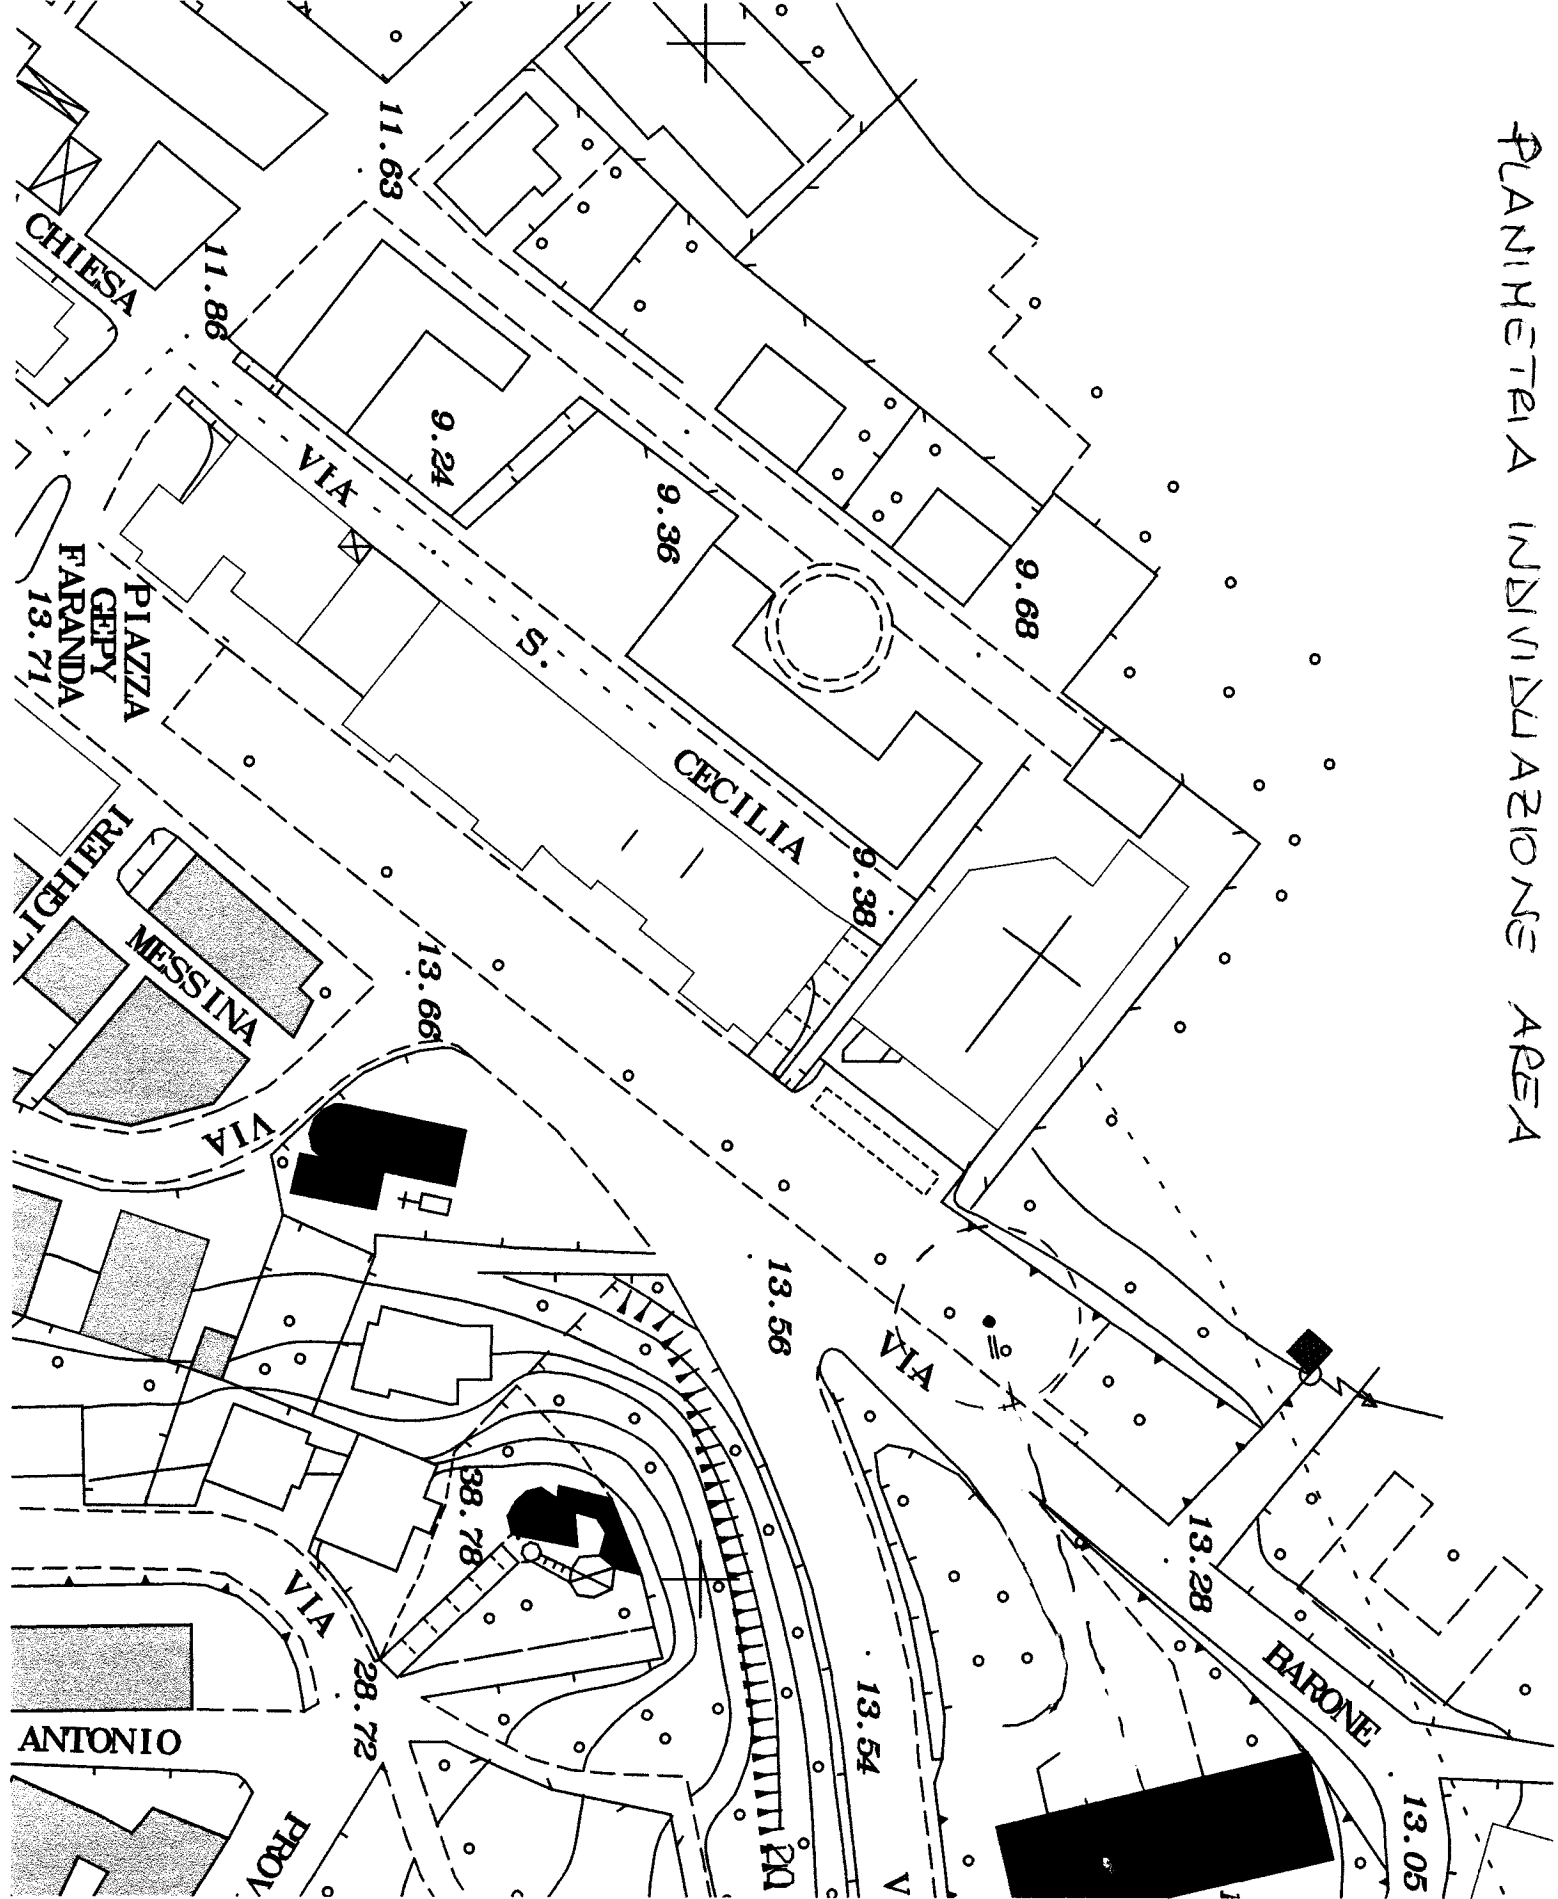 PLANIMETRIA INDIVIDUAZIONE AREA
11.63
CHIESA
11.86
9.24
VIA
S.
CECILIA
9.36
9.68
9.38
PIAZZA
GEPY
FARANDA
13.71
LIGHIERI
MESSINA
13.66
VIA
13.56
VIA
BARONE
13.28
13.05
38.78
VIA
28.72
ANTONIO
PROV
13.54
20
V